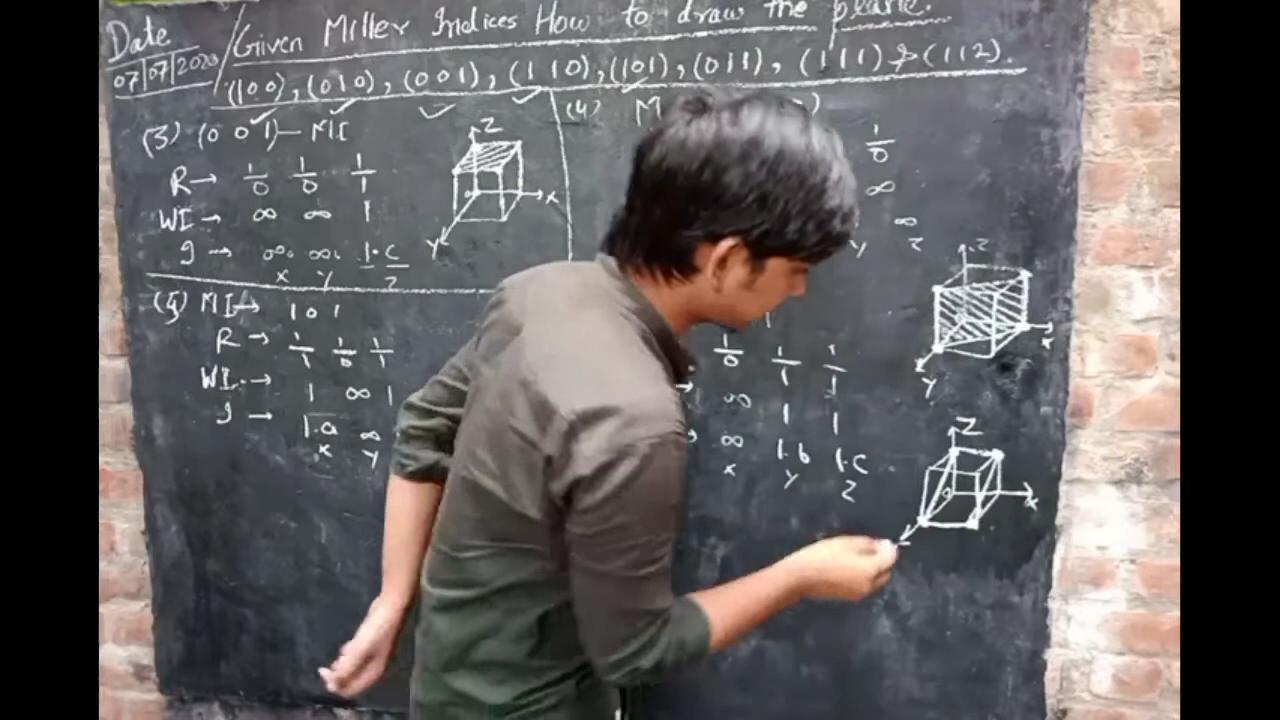 Date
07/07/2020
Given Miller Indices How to draw the plane.
(100), (010), (001), (110), (101), (011), (111) & (112).
(3) (0 0 1) — MI
R → 1/0 1/0 1/1
WI → ∞ ∞ 1
I → ∞. ∞. 1.c
x y z
Z
X
Y
(4) M
1/0
∞
∞
y z
Z
X
Y
(5) MI → 1 0 1
R → 1/1 1/0 1/1
WI → 1 ∞ 1
I → 1.a ∞
x y
1
1/0 1/1 1/1
∞ 1 1
∞ 1.b 1.c
x y z
Z
X